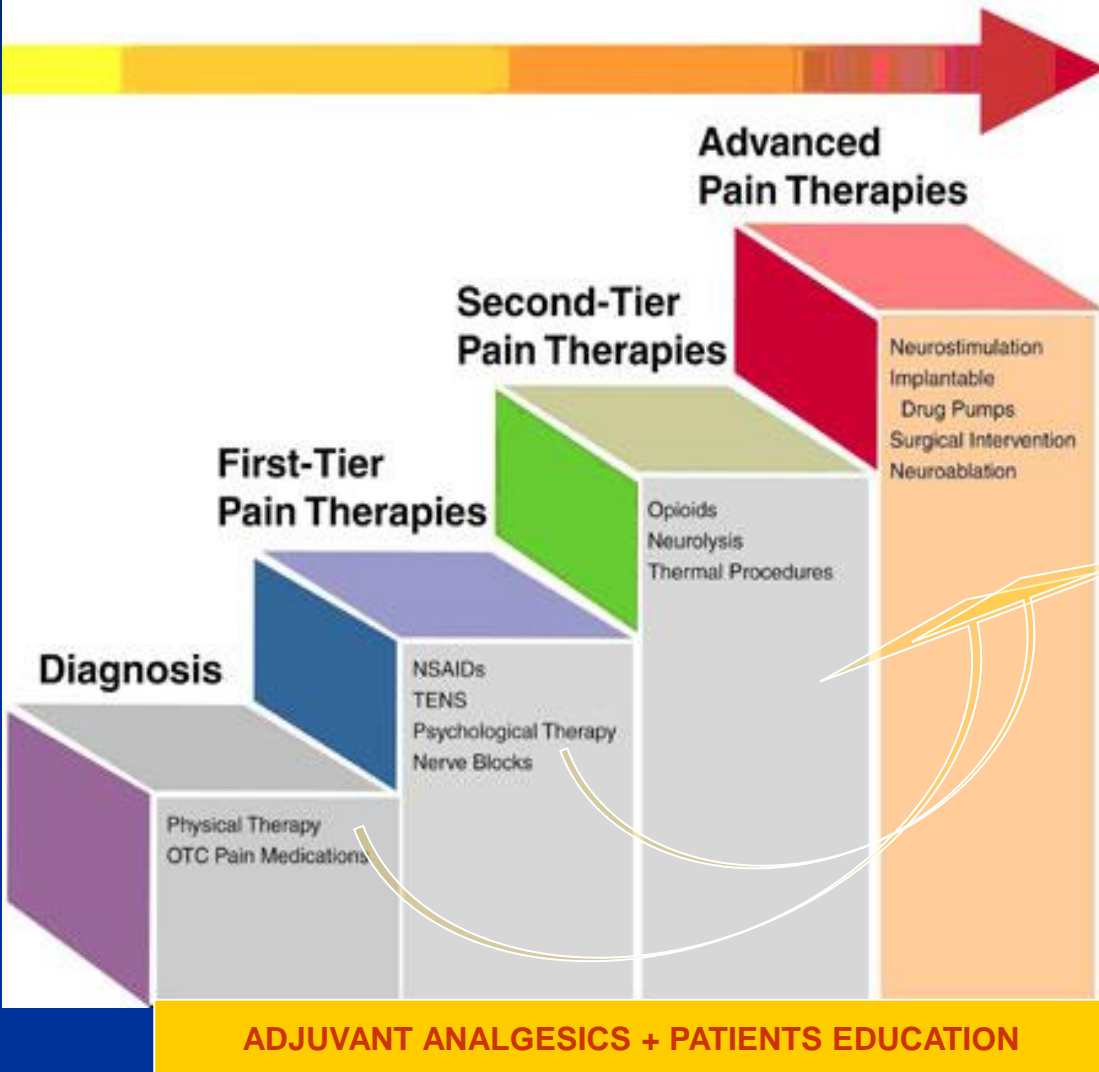 Advanced
Pain Therapies
Neurostimulation
Implantable
Drug Pumps
Surgical Intervention
Neuroablation
Second-Tier
Pain Therapies
Opioids
Neurolysis
Thermal Procedures
First-Tier
Pain Therapies
NSAIDs
TENS
Psychological Therapy
Nerve Blocks
Diagnosis
Physical Therapy
OTC Pain Medications
ADJUVANT ANALGESICS + PATIENTS EDUCATION